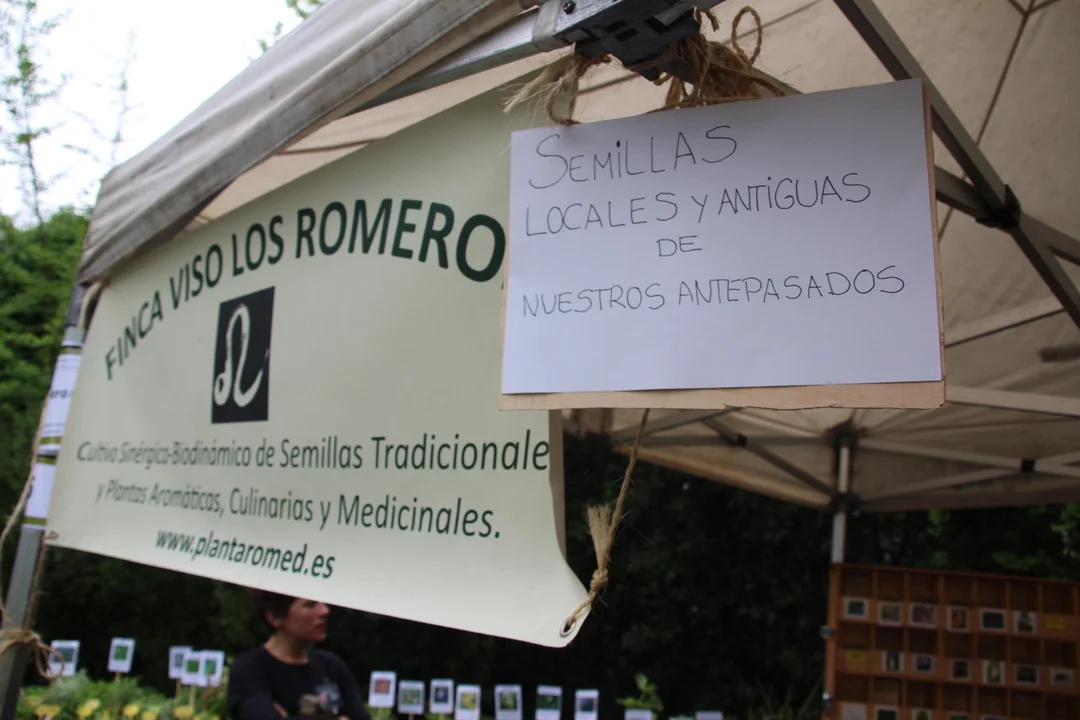 FINCA VISO LOS ROMERO
Cultivo Sinérgico-Biodinámico de Semillas Tradicionale
y Plantas Aromáticas, Culinarias y Medicinales.
www.plantaromed.es
SEMiLLAS
LOCALES y ANTiGUAS
DE
NUESTROS ANTEPASADOS